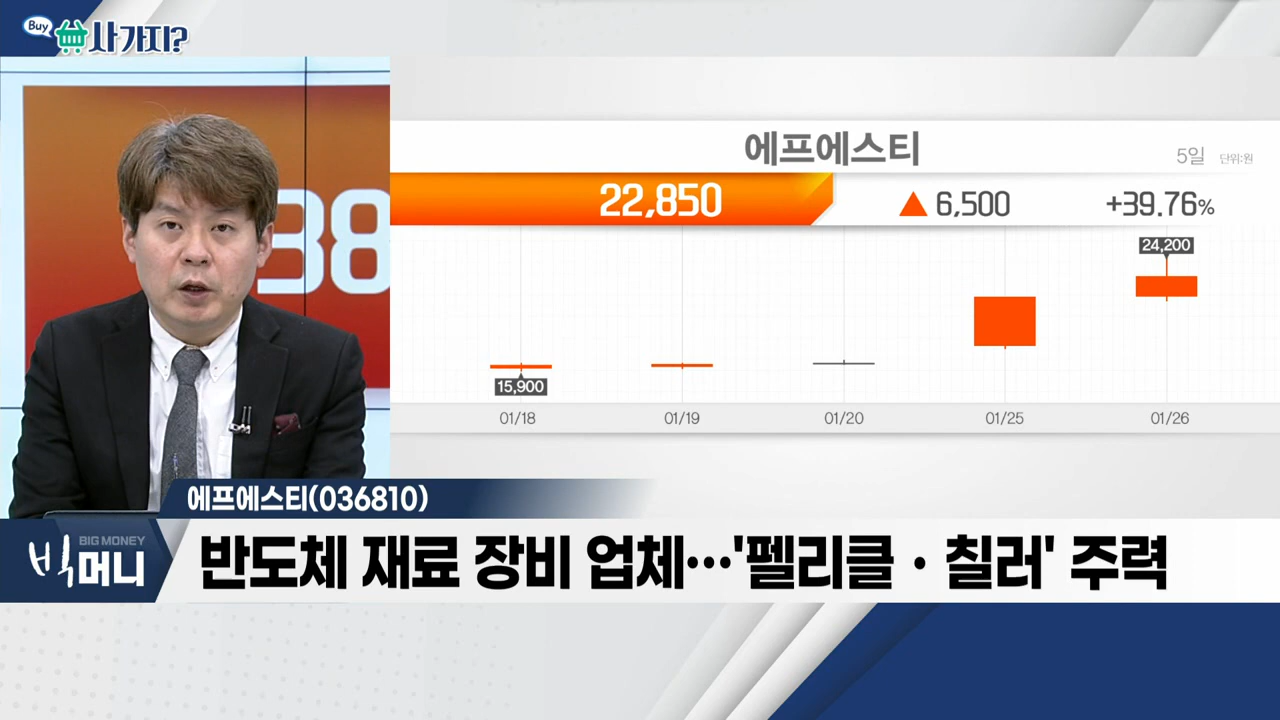 Buy
사가지?
38
에프에스티
5일 단위:원
22,850 ▲ 6,500 +39.76%
24,200
15,900
01/18 01/19 01/20 01/25 01/26
에프에스티(036810)
BIG MONEY
빅머니
반도체 재료 장비 업체…'펠리클·칠러' 주력